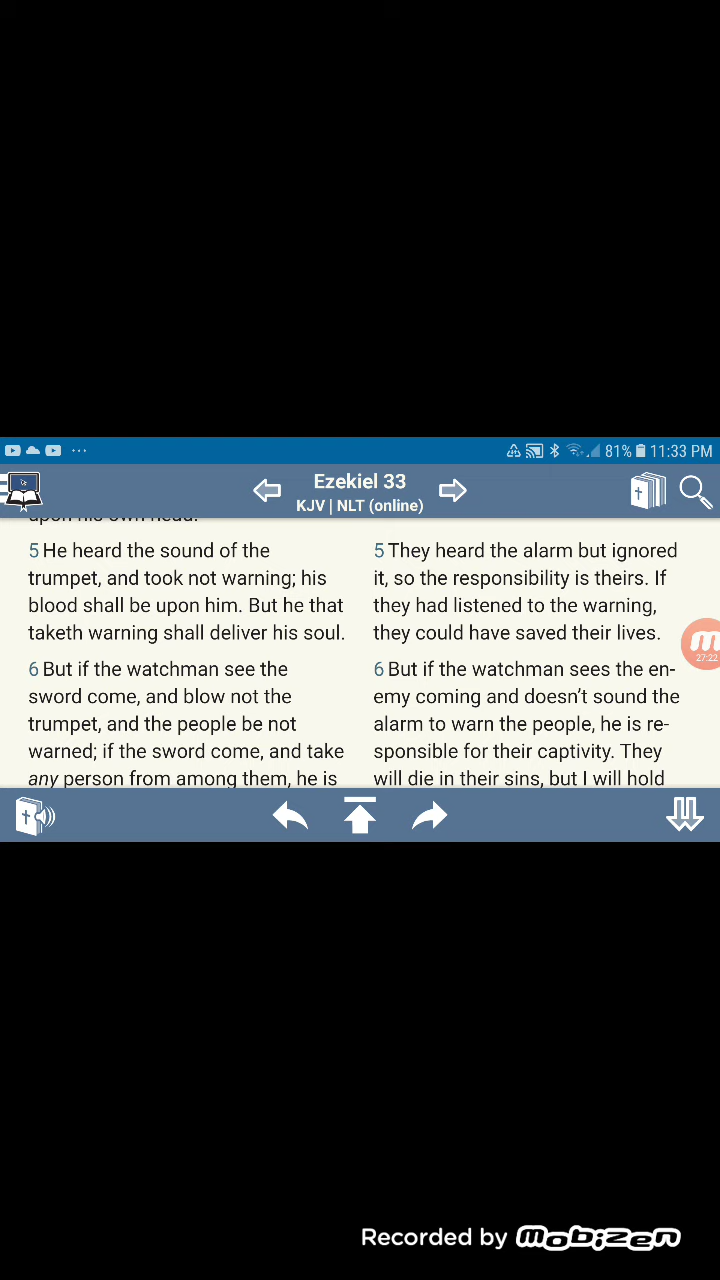 81% 11:33 PM
Ezekiel 33
KJV | NLT (online)
upon his own head.
5 He heard the sound of the
trumpet, and took not warning; his
blood shall be upon him. But he that
taketh warning shall deliver his soul.
6 But if the watchman see the
sword come, and blow not the
trumpet, and the people be not
warned; if the sword come, and take
any person from among them, he is
5 They heard the alarm but ignored
it, so the responsibility is theirs. If
they had listened to the warning,
they could have saved their lives.
6 But if the watchman sees the en-
emy coming and doesn't sound the
alarm to warn the people, he is re-
sponsible for their captivity. They
will die in their sins, but I will hold
27:22
Recorded by mobizen